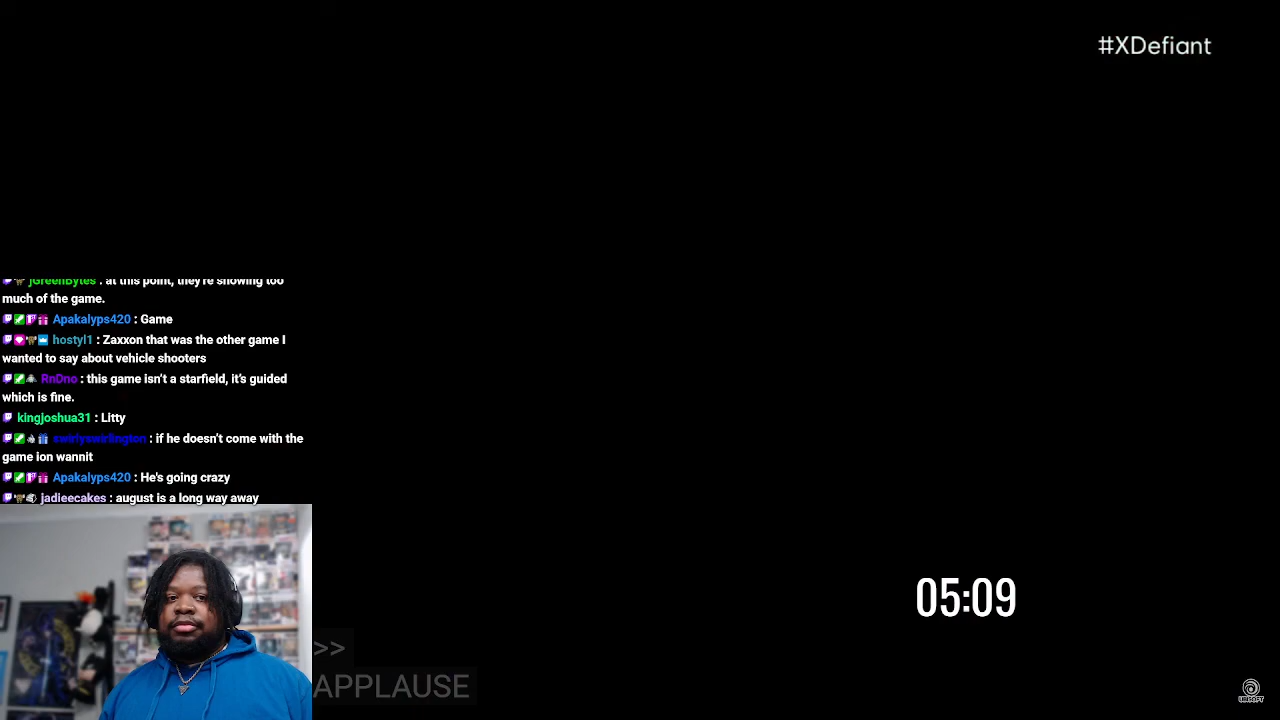 #XDefiant
jGreenBytes : at this point, they're showing too
much of the game.
Apakalyps420 : Game
hostyl1 : Zaxxon that was the other game I
wanted to say about vehicle shooters
RnDno : this game isn't a starfield, it's guided
which is fine.
kingjoshua31 : Litty
swirlyswirlington : if he doesn't come with the
game ion wannit
Apakalyps420 : He's going crazy
jadieecakes : august is a long way away
05:09
>>
APPLAUSE
UBISOFT